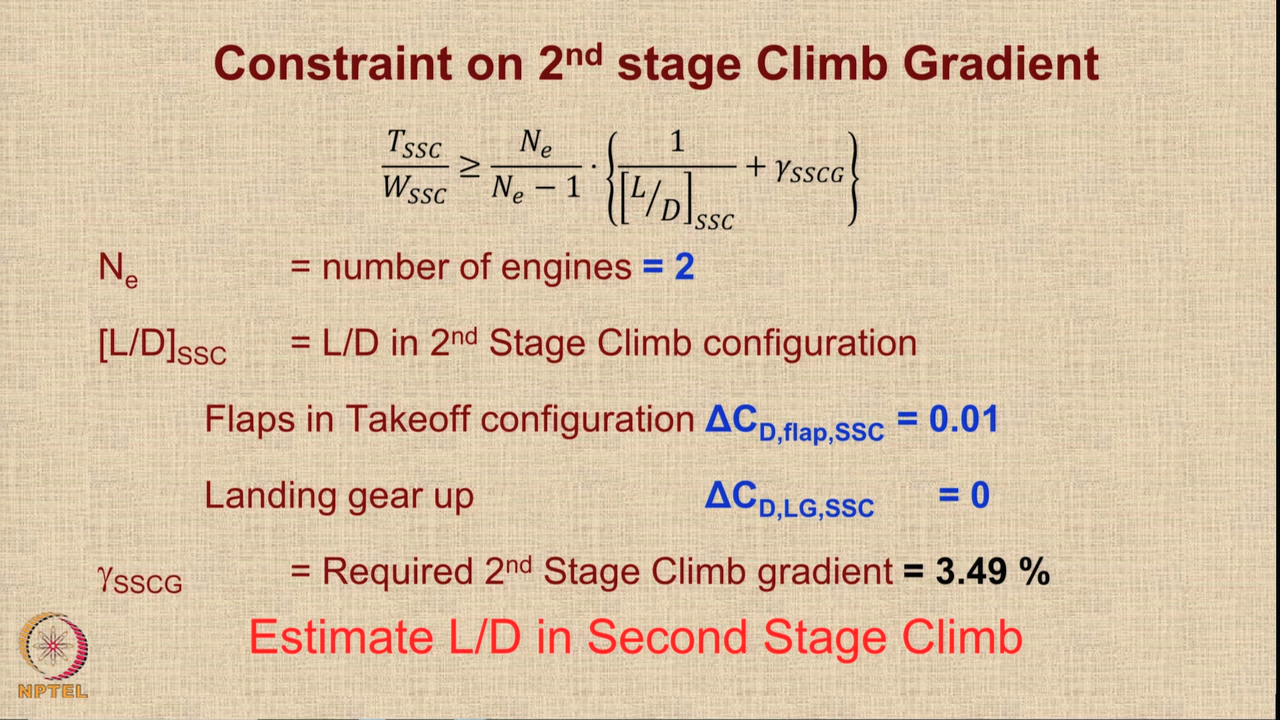 Constraint on 2nd stage Climb Gradient
T_SSC / W_SSC ≥ N_e / (N_e − 1) · { 1 / [L/D]_SSC + γ_SSCG }
N_e = number of engines = 2
[L/D]_SSC = L/D in 2nd Stage Climb configuration
Flaps in Takeoff configuration ΔC_D,flap,SSC = 0.01
Landing gear up ΔC_D,LG,SSC = 0
γ_SSCG = Required 2nd Stage Climb gradient = 3.49 %
Estimate L/D in Second Stage Climb
NPTEL